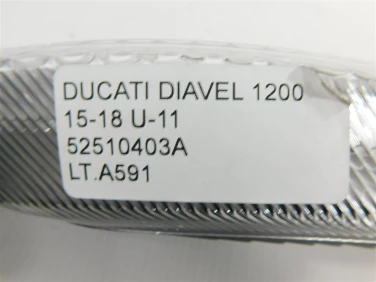 DUCATI DIAVEL 1200
15-18 U-11
52510403A
LT.A591